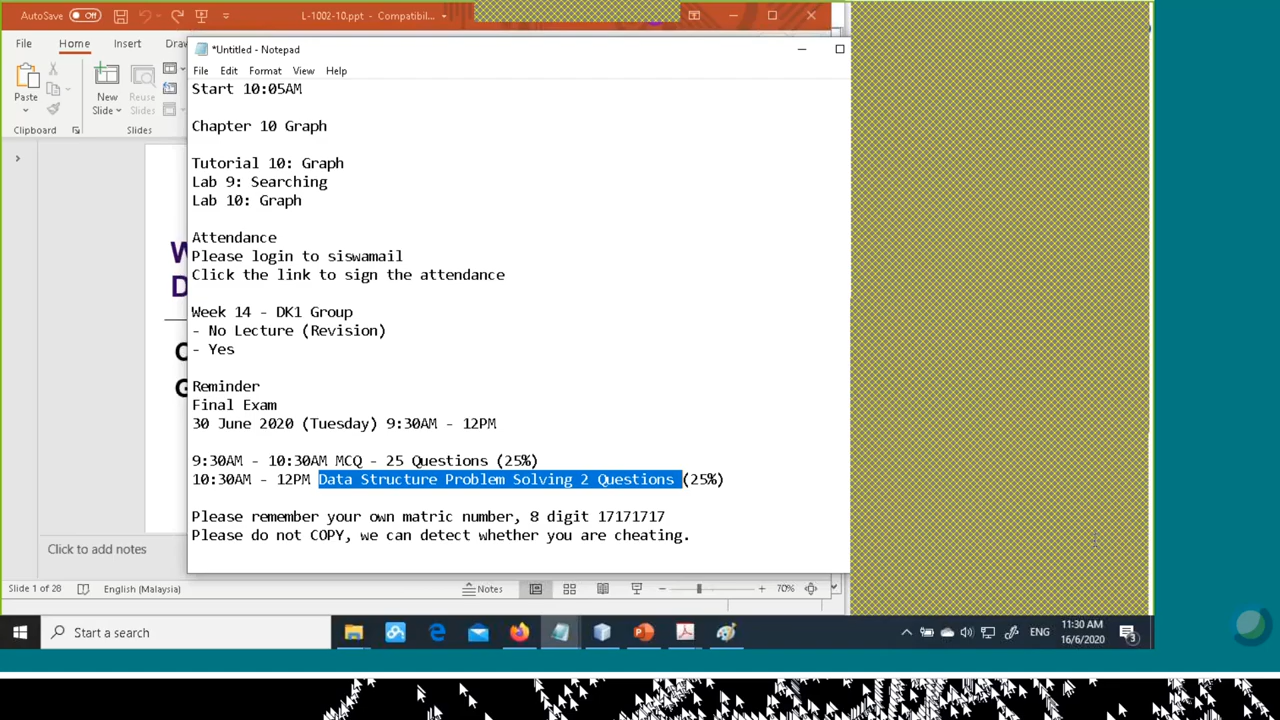 AutoSave Off
L-1002-10.ppt - Compatibil...
File Home Insert
Paste
New Slide
Reuse Slides
Clipboard
Slides
*Untitled - Notepad
File Edit Format View Help
Start 10:05AM
Chapter 10 Graph
Tutorial 10: Graph
Lab 9: Searching
Lab 10: Graph
Attendance
Please login to siswamail
Click the link to sign the attendance
Week 14 - DK1 Group
- No Lecture (Revision)
- Yes
Reminder
Final Exam
30 June 2020 (Tuesday) 9:30AM - 12PM
9:30AM - 10:30AM MCQ - 25 Questions (25%)
10:30AM - 12PM Data Structure Problem Solving 2 Questions (25%)
Please remember your own matric number, 8 digit 17171717
Please do not COPY, we can detect whether you are cheating.
Click to add notes
Slide 1 of 28 English (Malaysia) Notes 70%
Start a search
ENG
11:30 AM
16/6/2020
3